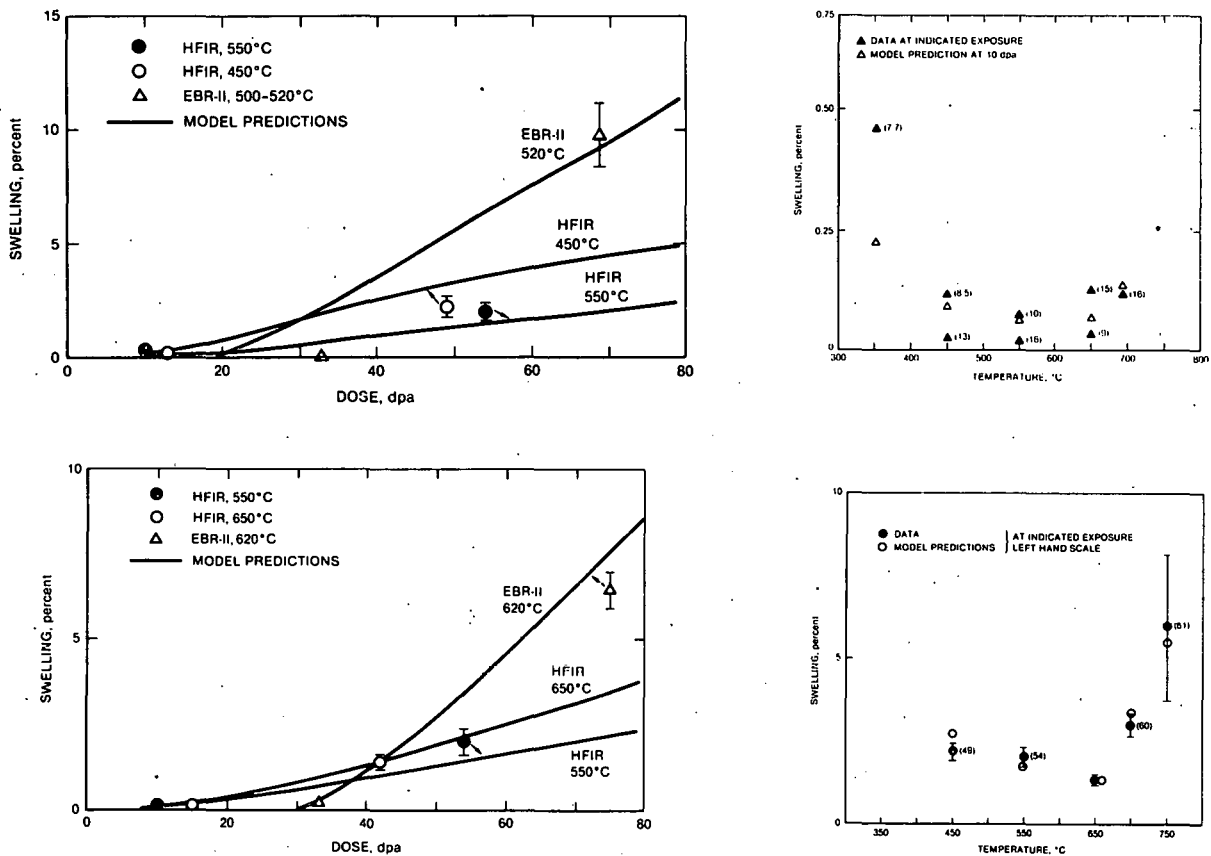 15
10
5
0
SWELLING, percent
HFIR, 550°C
HFIR, 450°C
EBR-II, 500-520°C
MODEL PREDICTIONS
EBR-II
520°C
HFIR
450°C
HFIR
550°C
0
20
40
60
80
DOSE, dpa
0.75
0.50
0.25
0
SWELLING, percent
DATA AT INDICATED EXPOSURE
MODEL PREDICTION AT 10 dpa
(7.7)
(8.5)
(13)
(10)
(16)
(15)
(9)
(16)
300
400
500
600
700
800
TEMPERATURE, °C
10
5
0
SWELLING, percent
HFIR, 550°C
HFIR, 650°C
EBR-II, 620°C
MODEL PREDICTIONS
EBR-II
620°C
HFIR
650°C
HFIR
550°C
0
20
40
60
80
DOSE, dpa
10
5
0
SWELLING, percent
DATA
MODEL PREDICTIONS
AT INDICATED EXPOSURE
LEFT HAND SCALE
(49)
(54)
(60)
(61)
350
450
550
650
750
TEMPERATURE, °C